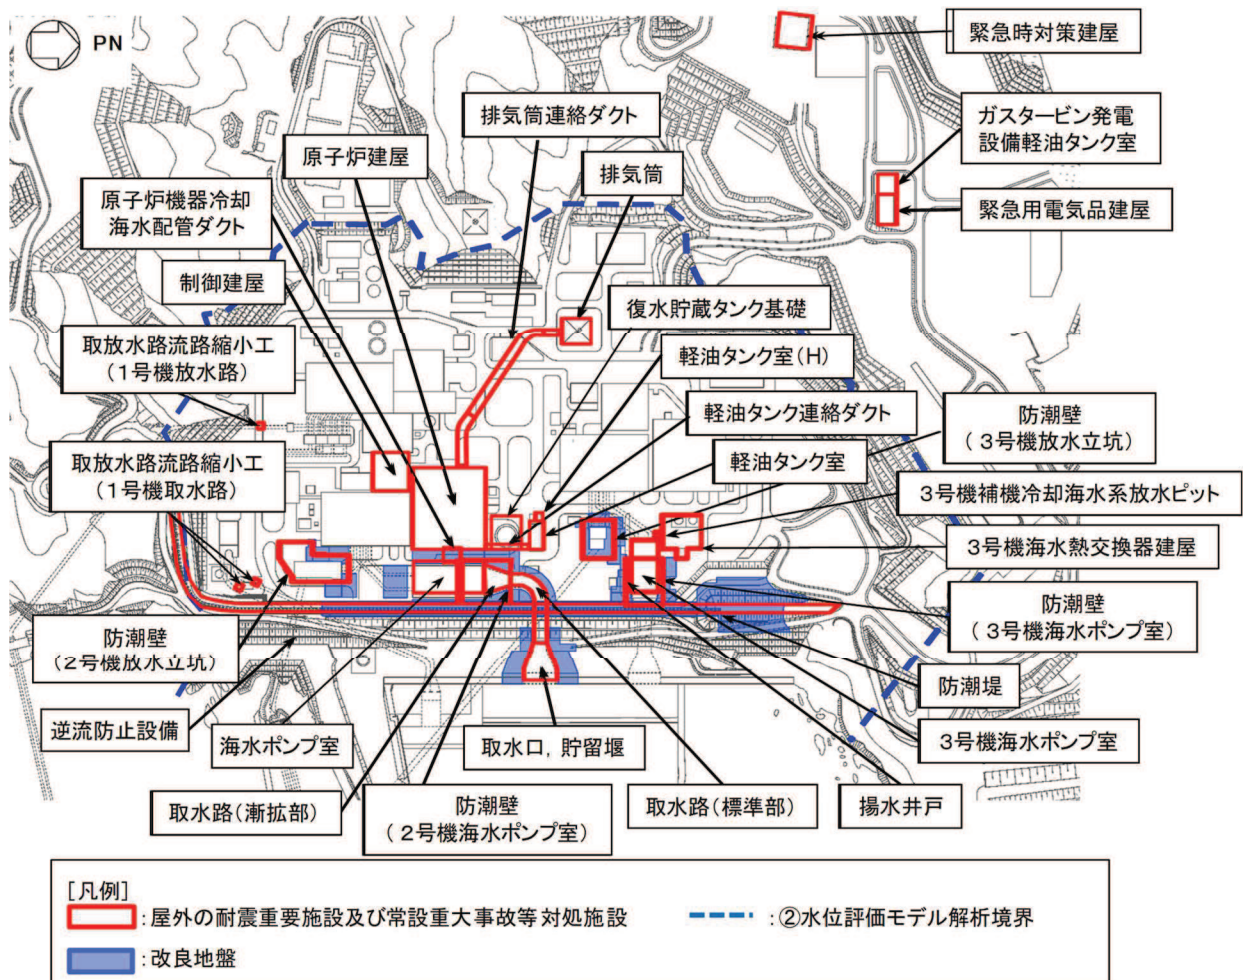 PN
緊急時対策建屋
ガスタービン発電
設備軽油タンク室
緊急用電気品建屋
排気筒連絡ダクト
原子炉建屋
排気筒
原子炉機器冷却
海水配管ダクト
制御建屋
復水貯蔵タンク基礎
取放水路流路縮小工
(1号機放水路)
軽油タンク室(H)
軽油タンク連絡ダクト
防潮壁
(3号機放水立坑)
取放水路流路縮小工
(1号機取水路)
軽油タンク室
3号機補機冷却海水系放水ピット
3号機海水熱交換器建屋
防潮壁
(3号機海水ポンプ室)
防潮壁
(2号機放水立坑)
防潮堤
逆流防止設備
海水ポンプ室
取水口,貯留堰
3号機海水ポンプ室
取水路(漸拡部)
防潮壁
(2号機海水ポンプ室)
取水路(標準部)
揚水井戸
[凡例]
:屋外の耐震重要施設及び常設重大事故等対処施設
:②水位評価モデル解析境界
:改良地盤